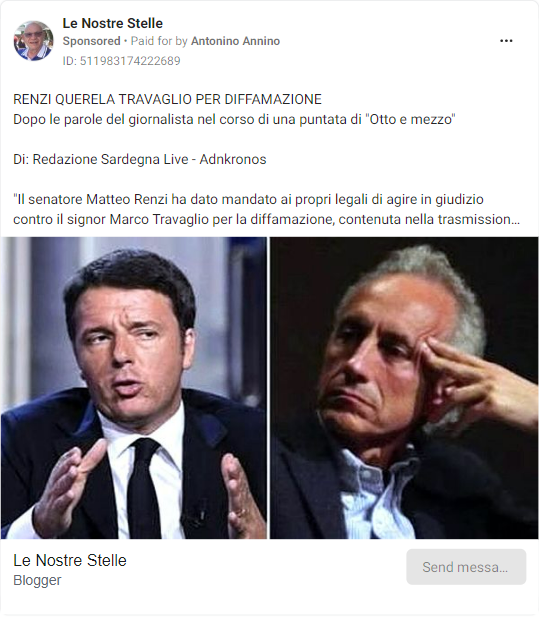 Le Nostre Stelle
Sponsored • Paid for by Antonino Annino
ID: 511983174222689
RENZI QUERELA TRAVAGLIO PER DIFFAMAZIONE
Dopo le parole del giornalista nel corso di una puntata di "Otto e mezzo"
Di: Redazione Sardegna Live - Adnkronos
"Il senatore Matteo Renzi ha dato mandato ai propri legali di agire in giudizio
contro il signor Marco Travaglio per la diffamazione, contenuta nella trasmission...
Le Nostre Stelle
Blogger
Send messa...